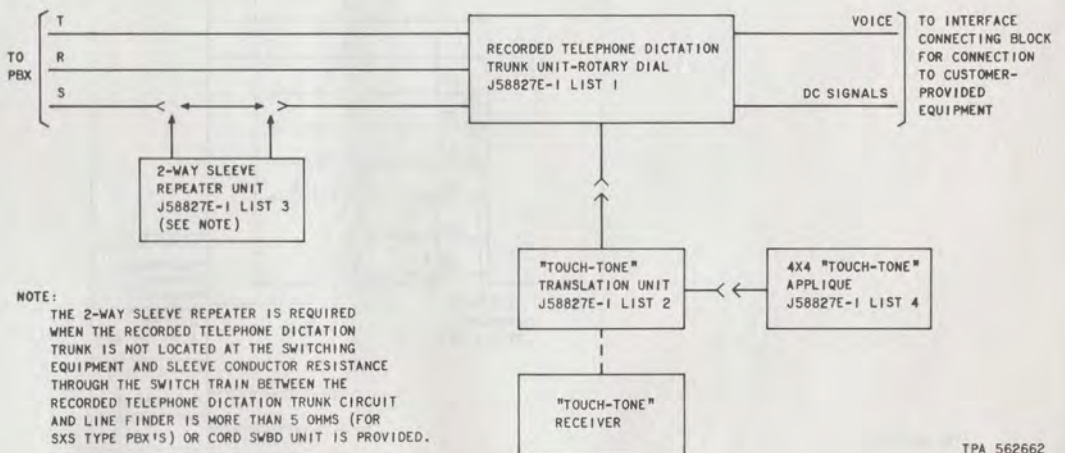 TO
PBX
T
R
S
RECORDED TELEPHONE DICTATION
TRUNK UNIT-ROTARY DIAL
J58827E-1 LIST 1
VOICE
DC SIGNALS
TO INTERFACE
CONNECTING BLOCK
FOR CONNECTION
TO CUSTOMER-
PROVIDED
EQUIPMENT
2-WAY SLEEVE
REPEATER UNIT
J58827E-1 LIST 3
(SEE NOTE)
"TOUCH-TONE"
TRANSLATION UNIT
J58827E-1 LIST 2
4X4 "TOUCH-TONE"
APPLIQUE
J58827E-1 LIST 4
"TOUCH-TONE"
RECEIVER
NOTE:
THE 2-WAY SLEEVE REPEATER IS REQUIRED
WHEN THE RECORDED TELEPHONE DICTATION
TRUNK IS NOT LOCATED AT THE SWITCHING
EQUIPMENT AND SLEEVE CONDUCTOR RESISTANCE
THROUGH THE SWITCH TRAIN BETWEEN THE
RECORDED TELEPHONE DICTATION TRUNK CIRCUIT
AND LINE FINDER IS MORE THAN 5 OHMS (FOR
SXS TYPE PBX'S) OR CORD SWBD UNIT IS PROVIDED.
TPA 562662